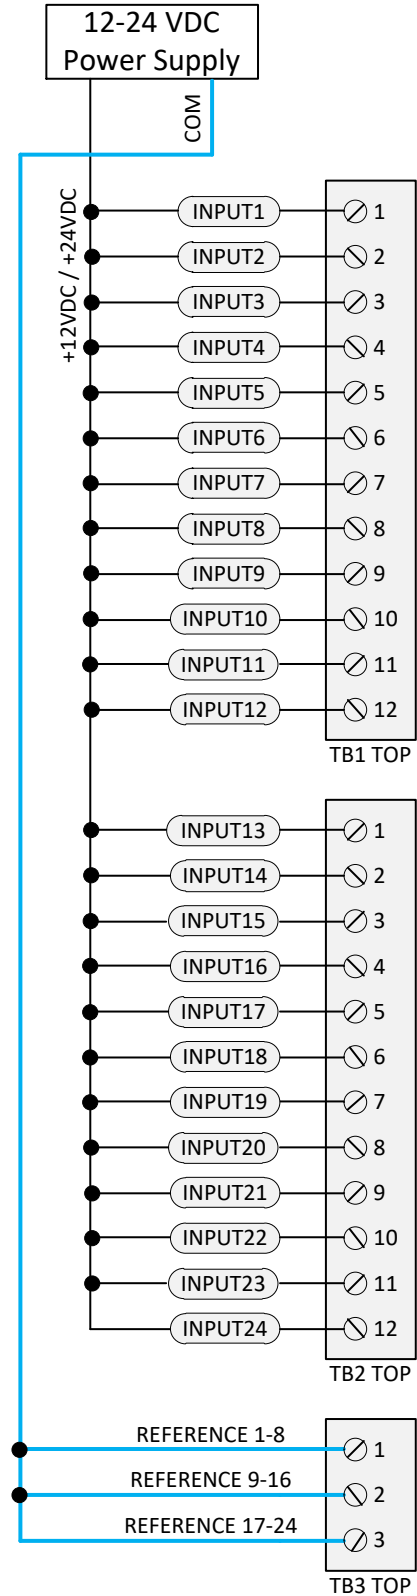 12-24 VDC
Power Supply
COM
+12VDC / +24VDC
INPUT1 1
INPUT2 2
INPUT3 3
INPUT4 4
INPUT5 5
INPUT6 6
INPUT7 7
INPUT8 8
INPUT9 9
INPUT10 10
INPUT11 11
INPUT12 12
TB1 TOP
INPUT13 1
INPUT14 2
INPUT15 3
INPUT16 4
INPUT17 5
INPUT18 6
INPUT19 7
INPUT20 8
INPUT21 9
INPUT22 10
INPUT23 11
INPUT24 12
TB2 TOP
REFERENCE 1-8 1
REFERENCE 9-16 2
REFERENCE 17-24 3
TB3 TOP